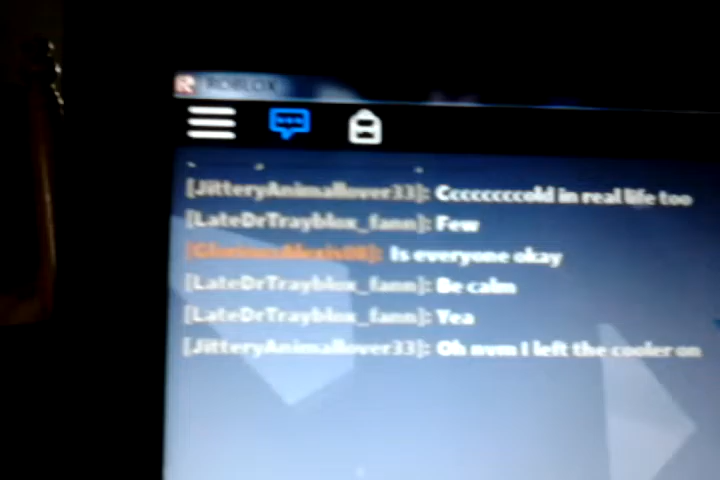 ROBLOX
[JitteryAnimallover33]: Cccccccccold in real life too
[LateDrTrayblox_fann]: Few
Is everyone okay
[LateDrTrayblox_fann]: Be calm
[LateDrTrayblox_fann]: Yea
[JitteryAnimallover33]: Oh nvm I left the cooler on